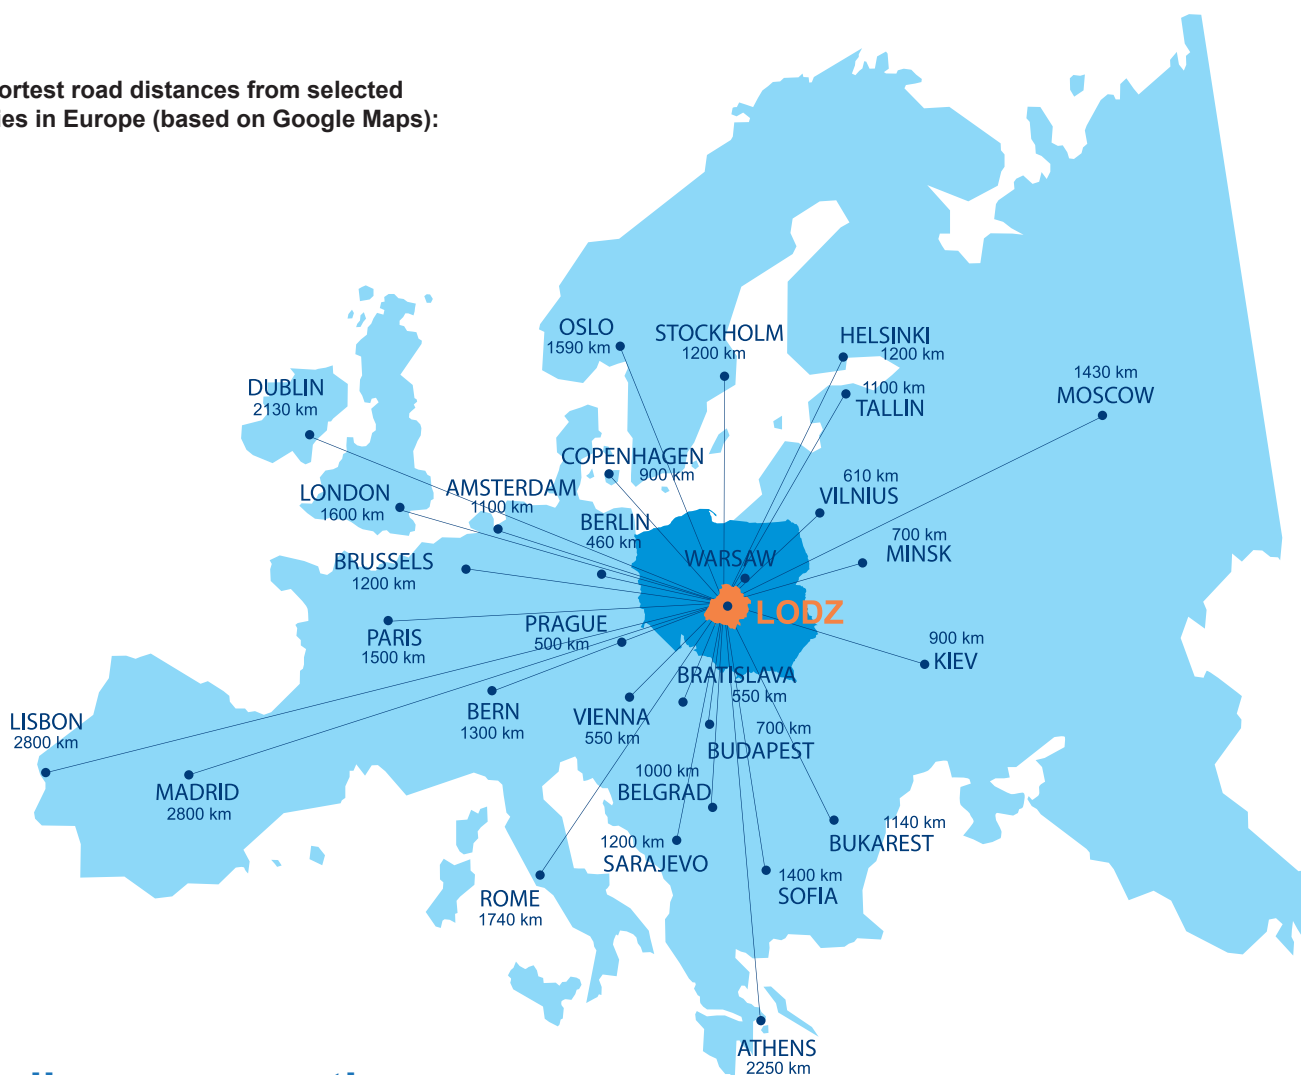 ortest road distances from selected
ies in Europe (based on Google Maps):
OSLO
1590 km
STOCKHOLM
1200 km
HELSINKI
1200 km
1100 km
TALLIN
1430 km
MOSCOW
DUBLIN
2130 km
COPENHAGEN
900 km
LONDON
1600 km
AMSTERDAM
1100 km
BERLIN
460 km
610 km
VILNIUS
700 km
MINSK
BRUSSELS
1200 km
WARSAW
LODZ
PARIS
1500 km
PRAGUE
500 km
900 km
KIEV
BRATISLAVA
550 km
LISBON
2800 km
BERN
1300 km
VIENNA
550 km
700 km
BUDAPEST
MADRID
2800 km
1000 km
BELGRAD
1200 km
SARAJEVO
1140 km
BUKAREST
1400 km
SOFIA
ROME
1740 km
ATHENS
2250 km